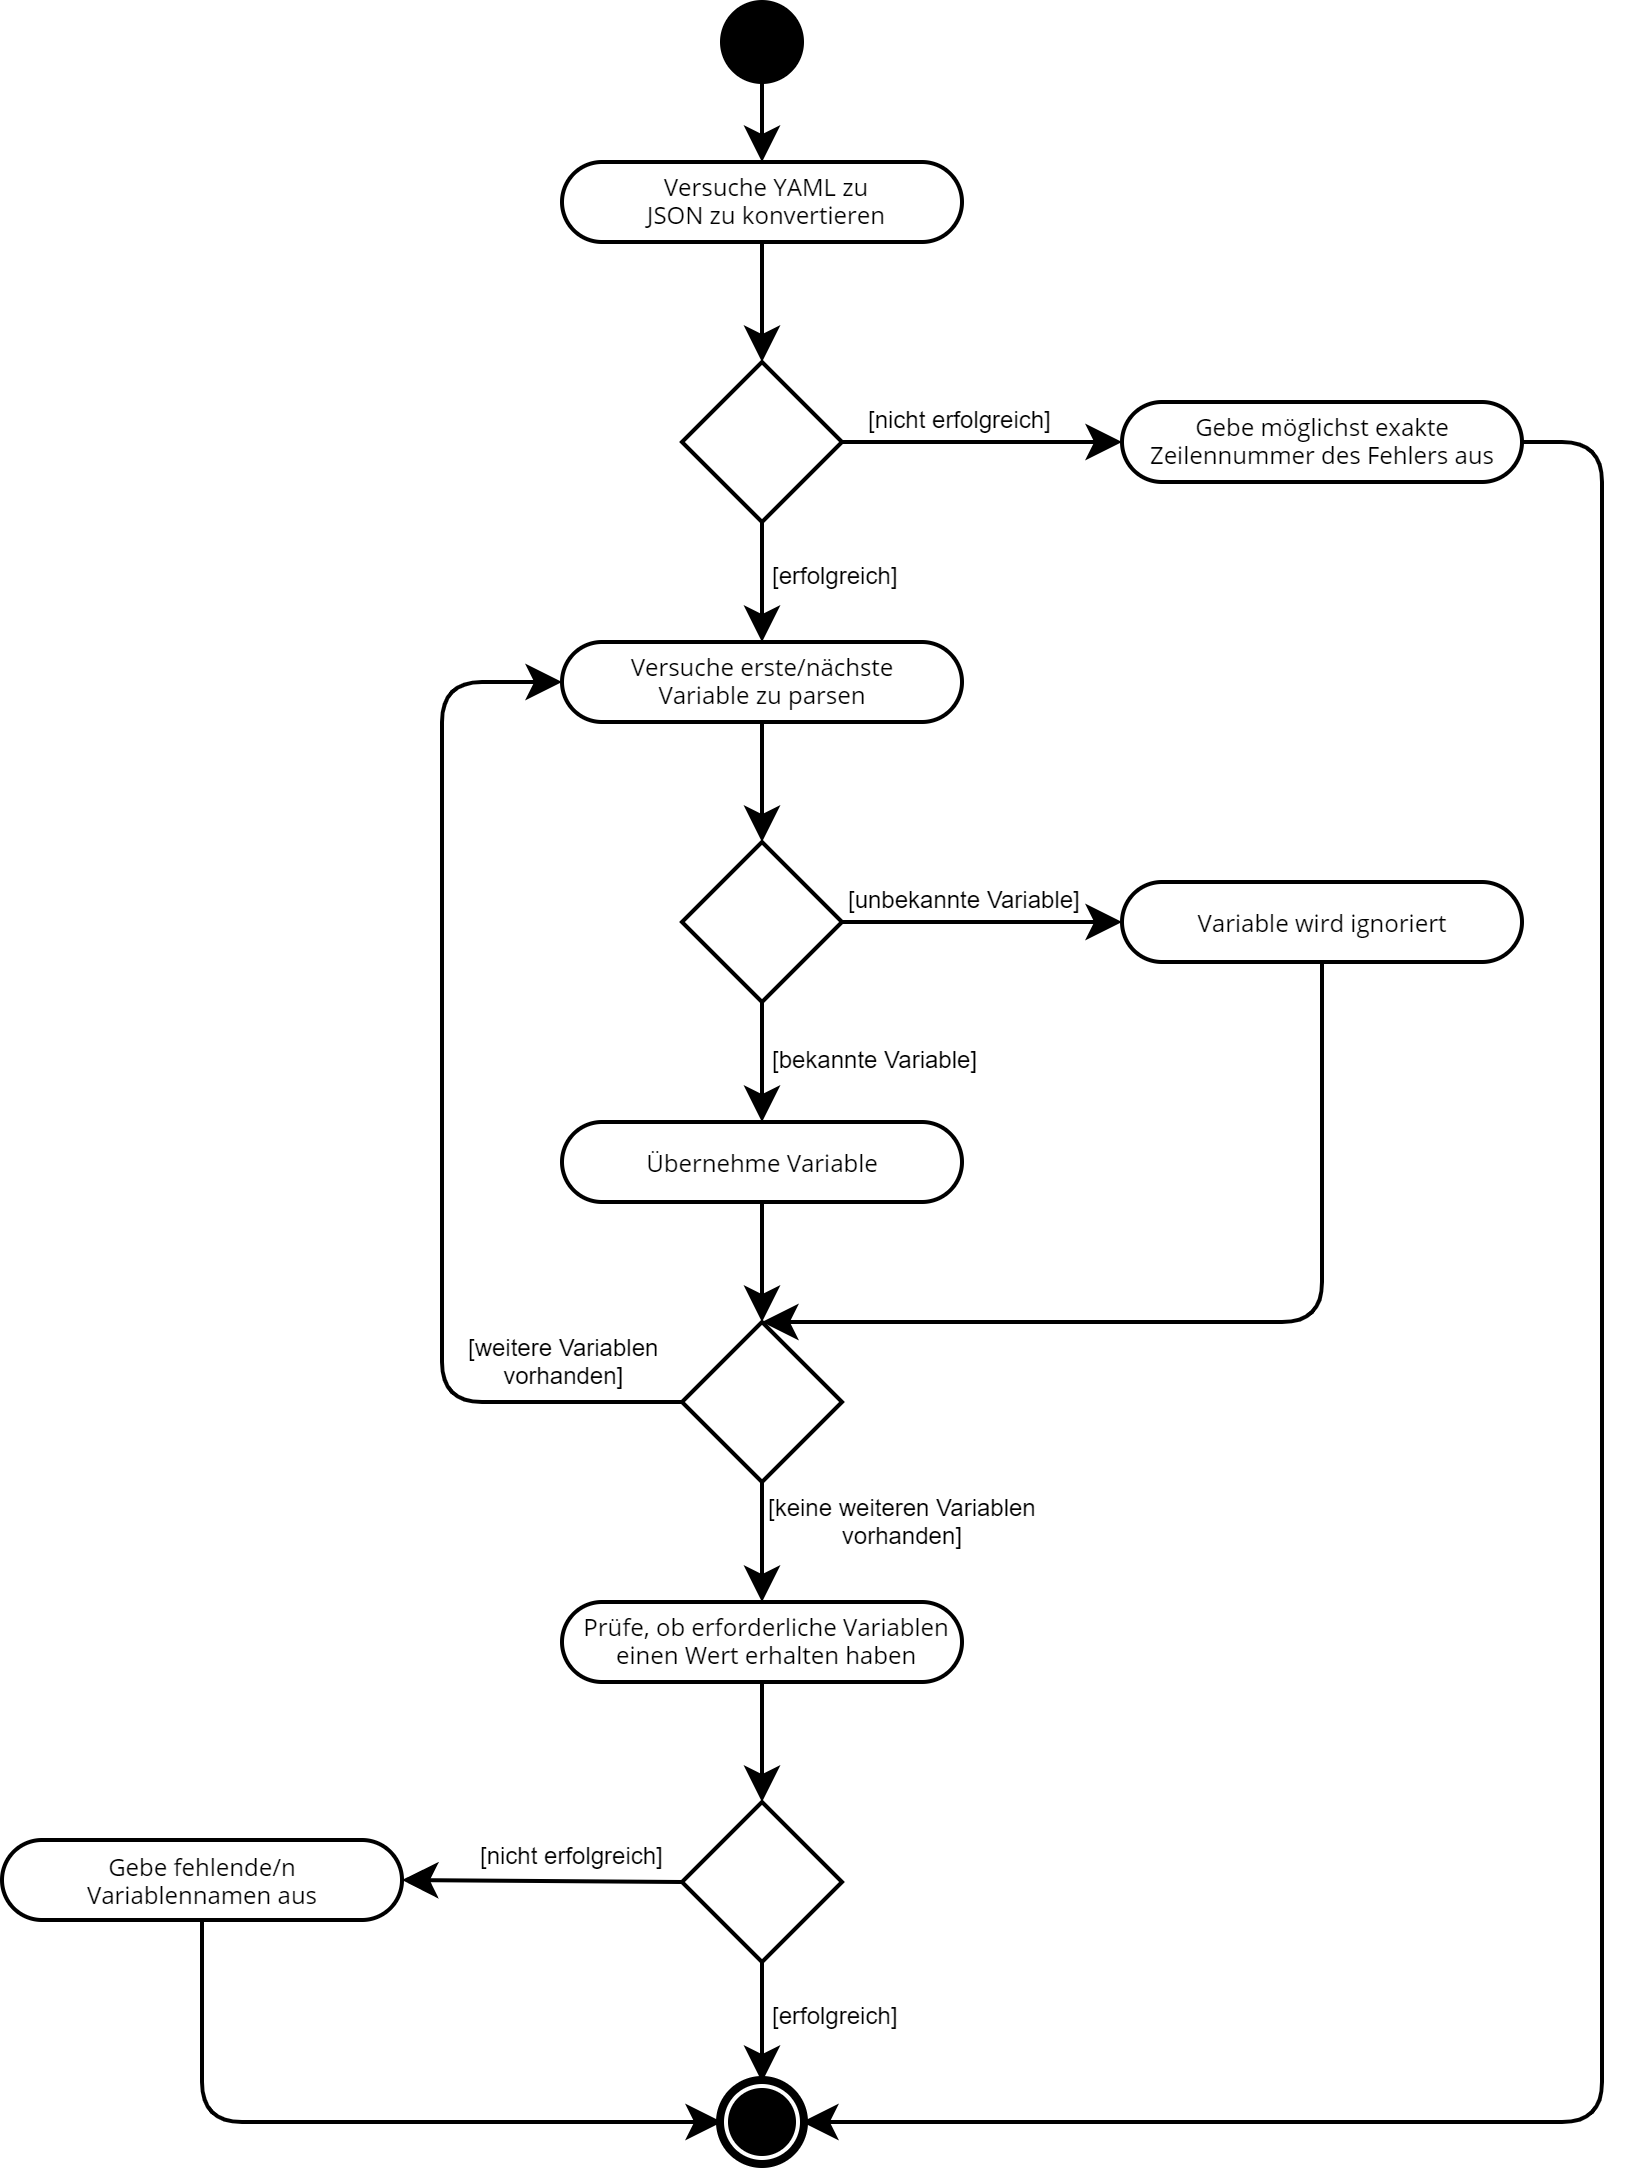 Versuche YAML zu
JSON zu konvertieren
[nicht erfolgreich]
Gebe möglichst exakte
Zeilennummer des Fehlers aus
[erfolgreich]
Versuche erste/nächste
Variable zu parsen
[unbekannte Variable]
Variable wird ignoriert
[bekannte Variable]
Übernehme Variable
[weitere Variablen
vorhanden]
[keine weiteren Variablen
vorhanden]
Prüfe, ob erforderliche Variablen
einen Wert erhalten haben
[nicht erfolgreich]
Gebe fehlende/n
Variablennamen aus
[erfolgreich]